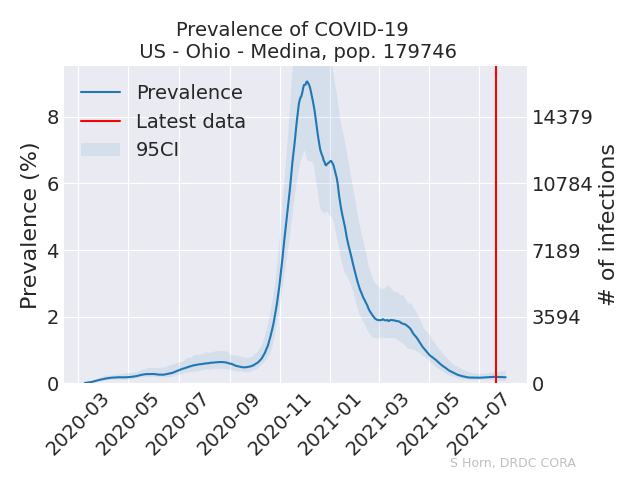 Prevalence of COVID-19
US - Ohio - Medina, pop. 179746
Prevalence
Latest data
95CI
Prevalence (%)
8
6
4
2
0
14379
10784
7189
3594
0
# of infections
2020-03
2020-05
2020-07
2020-09
2020-11
2021-01
2021-03
2021-05
2021-07
S Horn, DRDC CORA